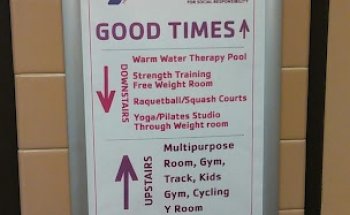 FOR SOCIAL RESPONSIBILITY
GOOD TIMES
DOWNSTAIRS
Warm Water Therapy Pool
Strength Training
Free Weight Room
Raquetball/Squash Courts
Yoga/Pilates Studio
Through Weight room
UPSTAIRS
Multipurpose
Room, Gym,
Track, Kids
Gym, Cycling
Y Room